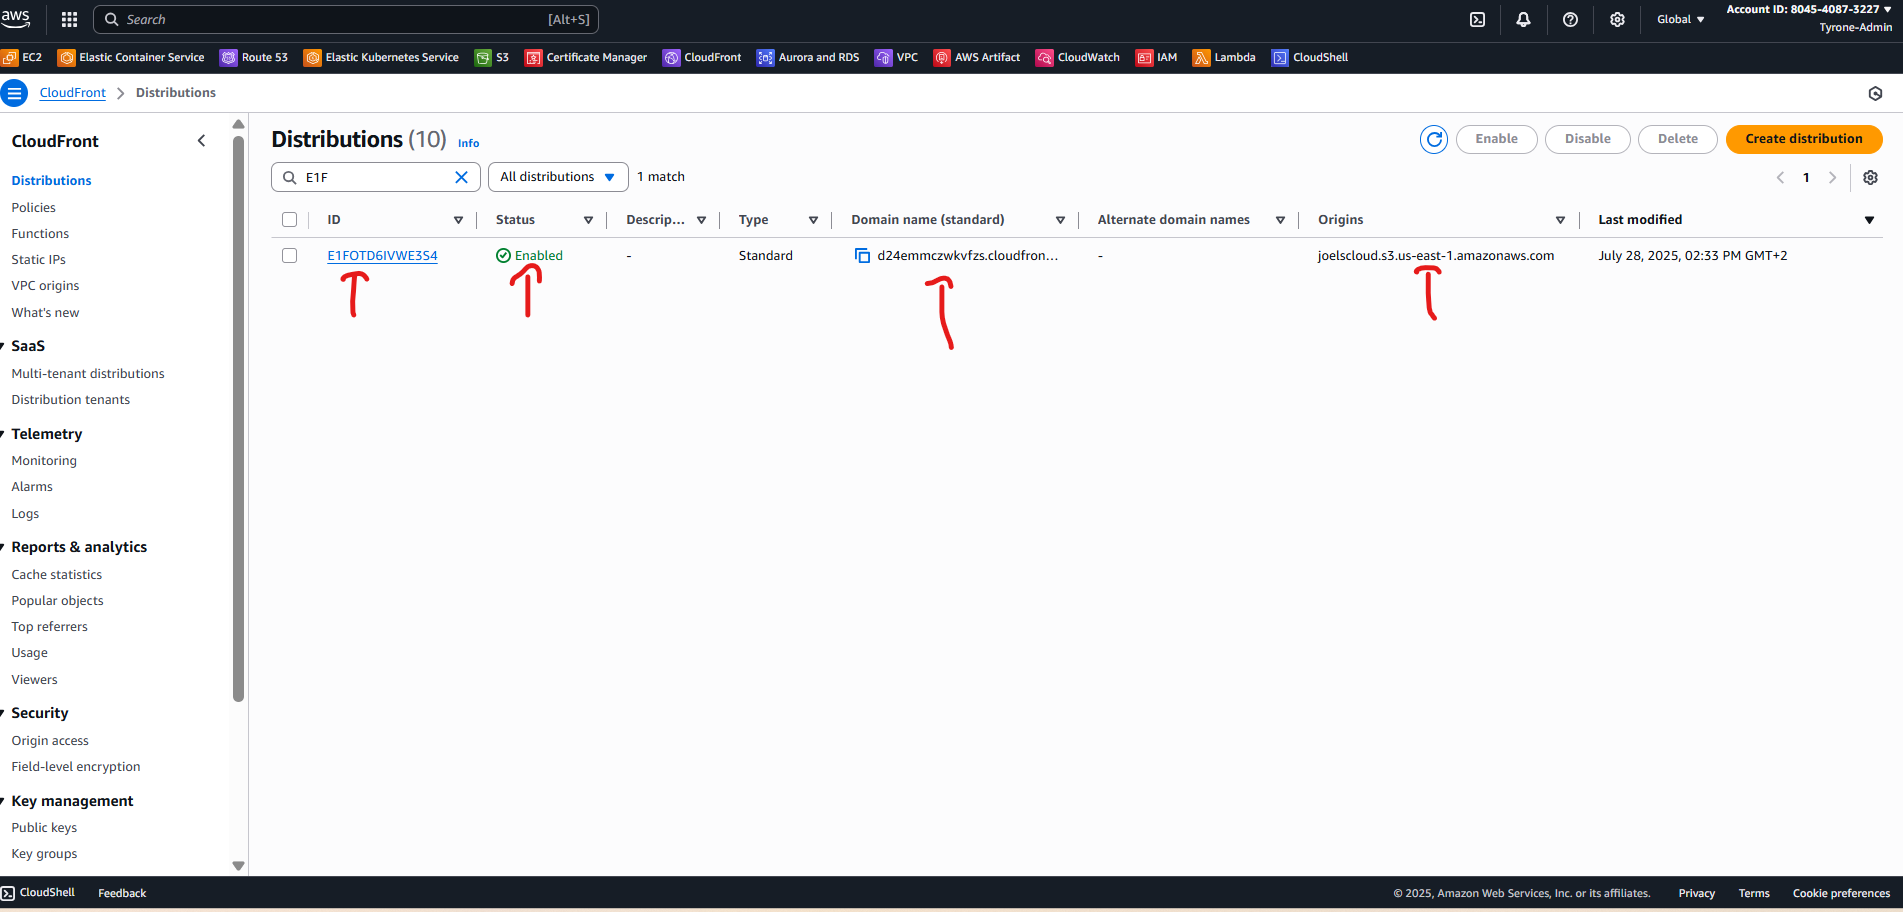 aws
Search
[Alt+S]
Global
Account ID: 8045-4087-3227
Tyrone-Admin
EC2
Elastic Container Service
Route 53
Elastic Kubernetes Service
S3
Certificate Manager
CloudFront
Aurora and RDS
VPC
AWS Artifact
CloudWatch
IAM
Lambda
CloudShell
CloudFront
Distributions
CloudFront
Distributions
Policies
Functions
Static IPs
VPC origins
What's new
SaaS
Multi-tenant distributions
Distribution tenants
Telemetry
Monitoring
Alarms
Logs
Reports & analytics
Cache statistics
Popular objects
Top referrers
Usage
Viewers
Security
Origin access
Field-level encryption
Key management
Public keys
Key groups
Distributions (10) Info
Enable
Disable
Delete
Create distribution
E1F
All distributions
1 match
1
ID Status Descrip... Type Domain name (standard) Alternate domain names Origins Last modified
E1FOTD6IVWE3S4 Enabled - Standard d24emmczwkvfzs.cloudfron... - joelscloud.s3.us-east-1.amazonaws.com July 28, 2025, 02:33 PM GMT+2
CloudShell
Feedback
© 2025, Amazon Web Services, Inc. or its affiliates.
Privacy
Terms
Cookie preferences